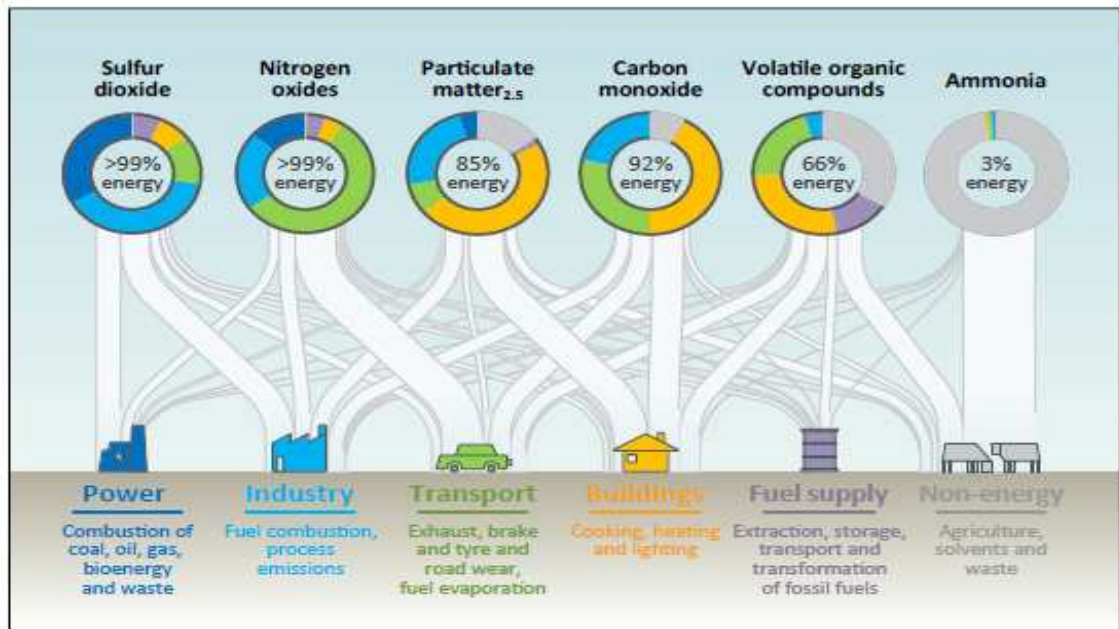 Sulfur
dioxide
Nitrogen
oxides
Particulate
matter₂.₅
Carbon
monoxide
Volatile organic
compounds
Ammonia
>99%
energy
>99%
energy
85%
energy
92%
energy
66%
energy
3%
energy
Power
Combustion of
coal, oil, gas,
bioenergy
and waste
Industry
Fuel combustion,
process
emissions
Transport
Exhaust, brake
and tyre and
road wear,
fuel evaporation
Buildings
Cooking, heating
and lighting
Fuel supply
Extraction, storage,
transport and
transformation
of fossil fuels
Non-energy
Agriculture,
solvents and
waste